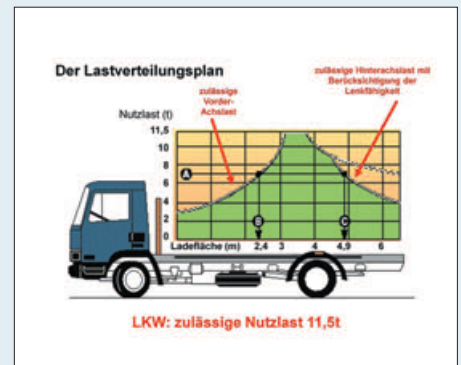 Der Lastverteilungsplan
zulässige
Vorder-
Achslast
zulässige Hinterachslast mit
Berücksichtigung der
Lenkfähigkeit
Nutzlast (t)
11,5
10
8
6
4
2
0
A
B
C
Ladefläche (m) 2,4 3 4 4,9 6
LKW: zulässige Nutzlast 11,5t